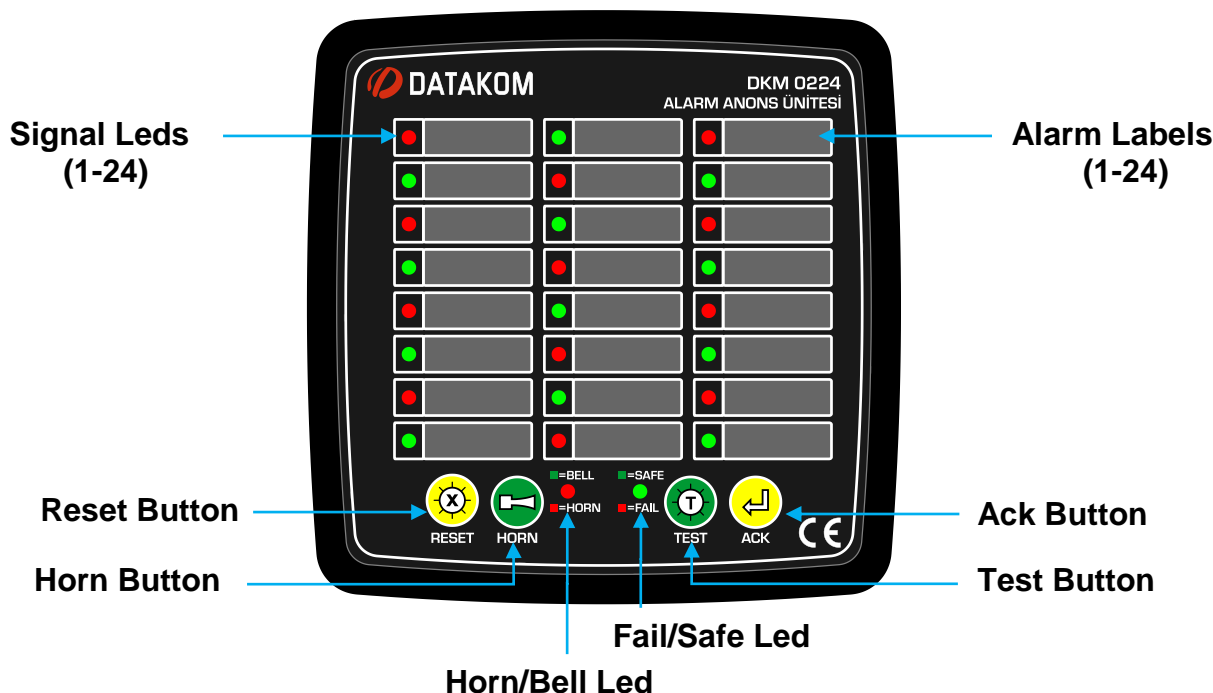 DATAKOM
DKM 0224
ALARM ANONS ÜNİTESİ
Signal Leds
(1-24)
Alarm Labels
(1-24)
=BELL
=SAFE
X
T
=HORN
=FAIL
RESET
HORN
TEST
ACK
CE
Reset Button
Ack Button
Horn Button
Test Button
Fail/Safe Led
Horn/Bell Led